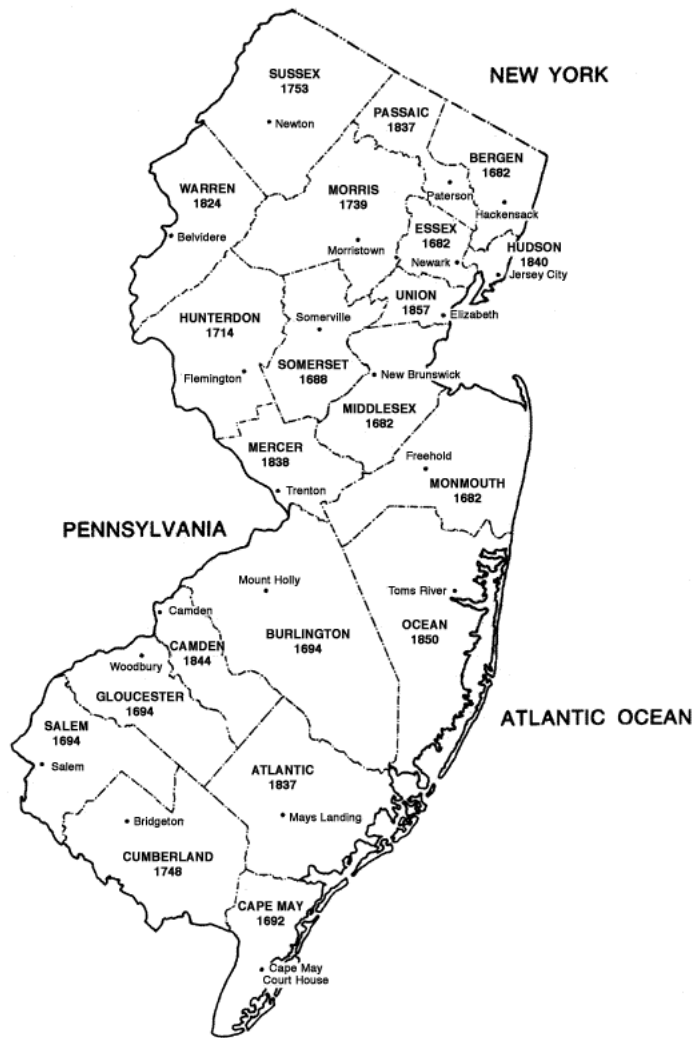 SUSSEX
1753
Newton
NEW YORK
PASSAIC
1837
BERGEN
1682
WARREN
1824
MORRIS
1739
Paterson
Hackensack
Belvidere
Morristown
ESSEX
1682
Newark
HUDSON
1840
Jersey City
UNION
1857
Elizabeth
HUNTERDON
1714
Somerville
Flemington
SOMERSET
1688
New Brunswick
MIDDLESEX
1682
MERCER
1838
Freehold
MONMOUTH
1682
Trenton
PENNSYLVANIA
Mount Holly
Toms River
Camden
BURLINGTON
1694
OCEAN
1850
CAMDEN
1844
Woodbury
GLOUCESTER
1694
SALEM
1694
Salem
ATLANTIC OCEAN
ATLANTIC
1837
Mays Landing
Bridgeton
CUMBERLAND
1748
CAPE MAY
1692
Cape May
Court House